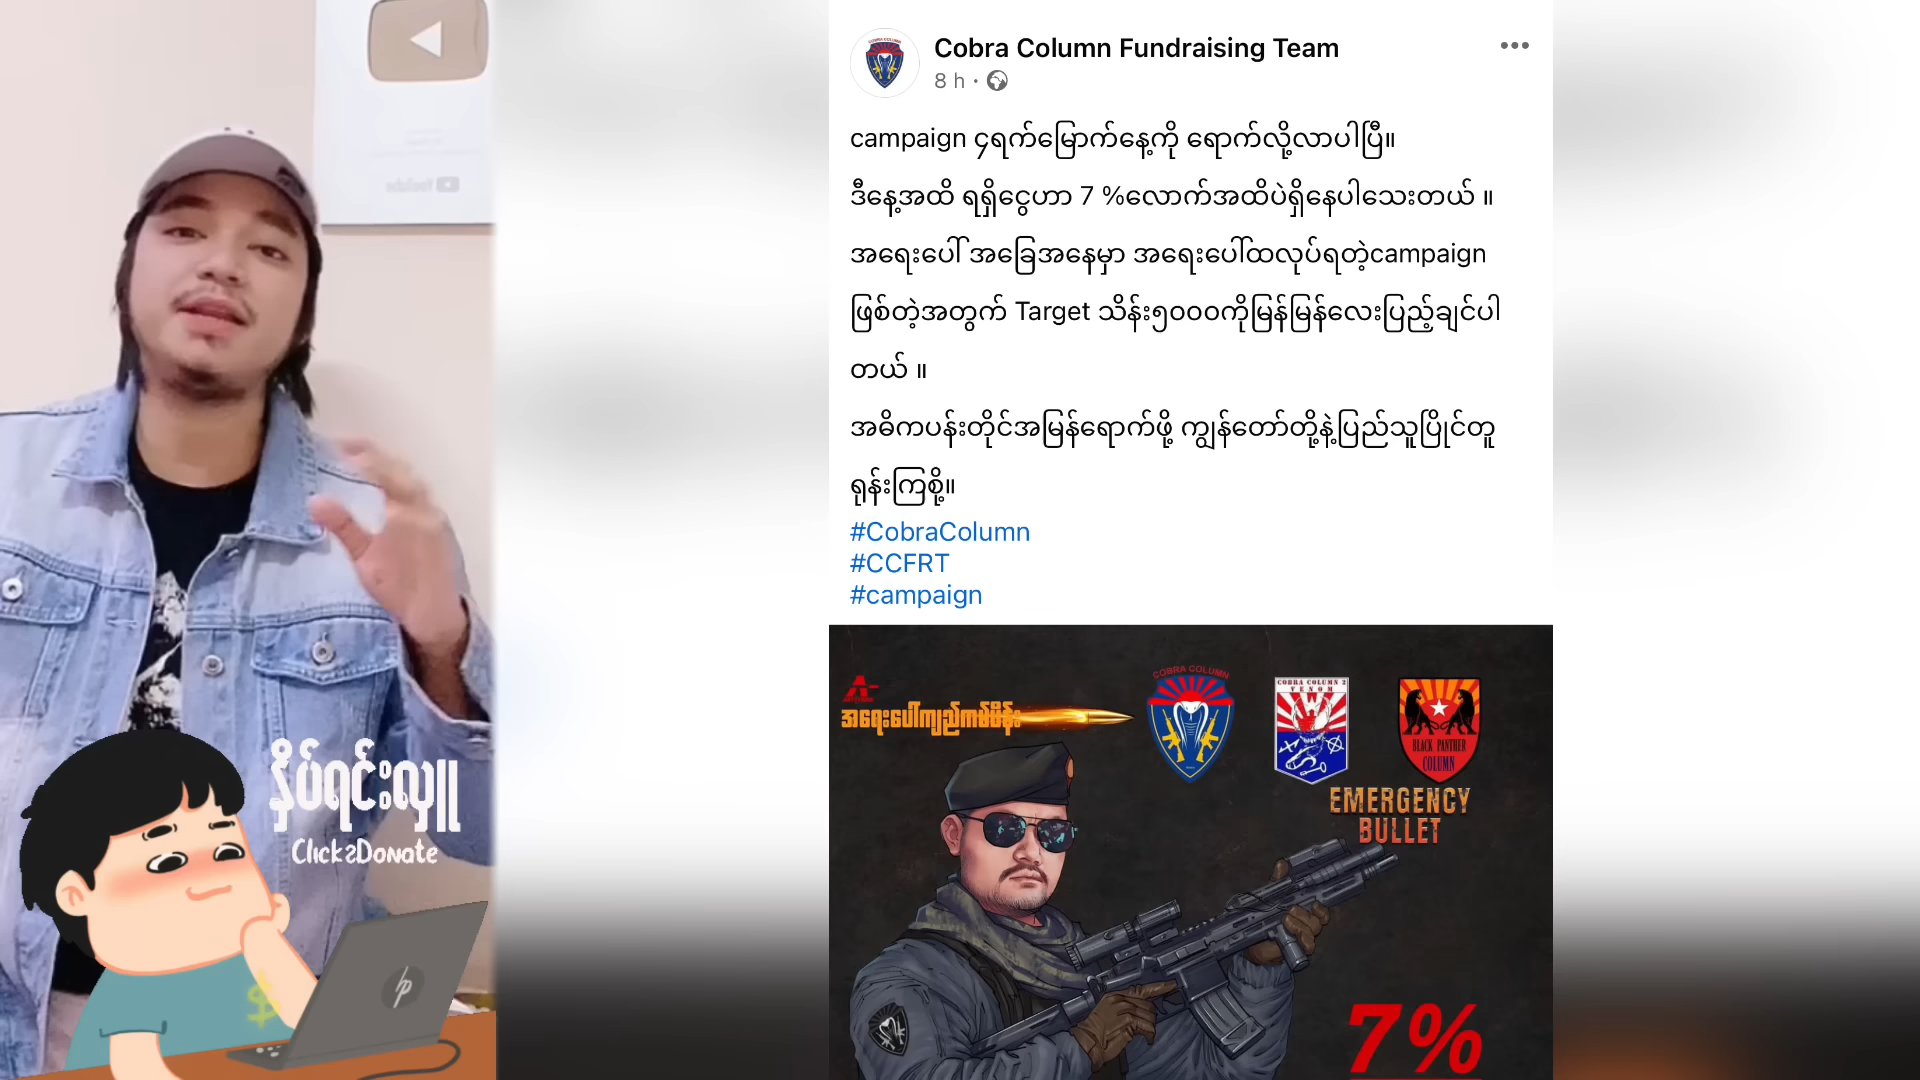 Cobra Column Fundraising Team
8 h
campaign ၄ရက်မြောက်နေ့ကို ရောက်လို့လာပါပြီ။
ဒီနေ့အထိ ရရှိငွေဟာ 7 %လောက်အထိပဲရှိနေပါသေးတယ် ။
အရေးပေါ် အခြေအနေမှာ အရေးပေါ်ထလုပ်ရတဲ့campaign
ဖြစ်တဲ့အတွက် Target သိန်း၅၀၀၀ကိုမြန်မြန်လေးပြည့်ချင်ပါ
တယ် ။
အဓိကပန်းတိုင်အမြန်ရောက်ဖို့ ကျွန်တော်တို့နဲ့ပြည်သူပြိုင်တူ
ရုန်းကြစို့။
#CobraColumn
#CCFRT
#campaign
အရေးပေါ်ကျည်ကမ်ပိန်း
COBRA COLUMN
COBRA COLUMN 2
VENOM
BLACK PANTHER
COLUMN
EMERGENCY
BULLET
7%
YouTube
နှိပ်ရင်းလှူ
Click2Donate
hp